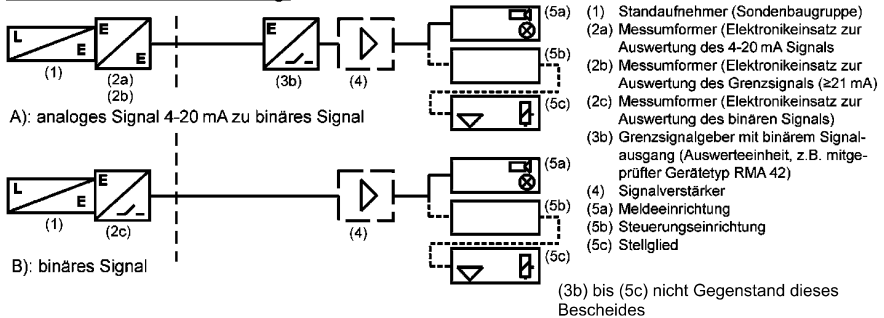 L
E
(1)
E
E
(2a)
(2b)
E
(3b)
(4)
(5a)
(5b)
(5c)
A): analoges Signal 4-20 mA zu binäres Signal
L
E
(1)
E
(2c)
(4)
(5a)
(5b)
(5c)
B): binäres Signal
(1) Standaufnehmer (Sondenbaugruppe)
(2a) Messumformer (Elektronikeinsatz zur
Auswertung des 4-20 mA Signals
(2b) Messumformer (Elektronikeinsatz zur
Auswertung des Grenzsignals (≥21 mA)
(2c) Messumformer (Elektronikeinsatz zur
Auswertung des binären Signals)
(3b) Grenzsignalgeber mit binärem Signal-
ausgang (Auswerteeinheit, z.B. mitge-
prüfter Gerätetyp RMA 42)
(4) Signalverstärker
(5a) Meldeeinrichtung
(5b) Steuerungseinrichtung
(5c) Stellglied
(3b) bis (5c) nicht Gegenstand dieses
Bescheides